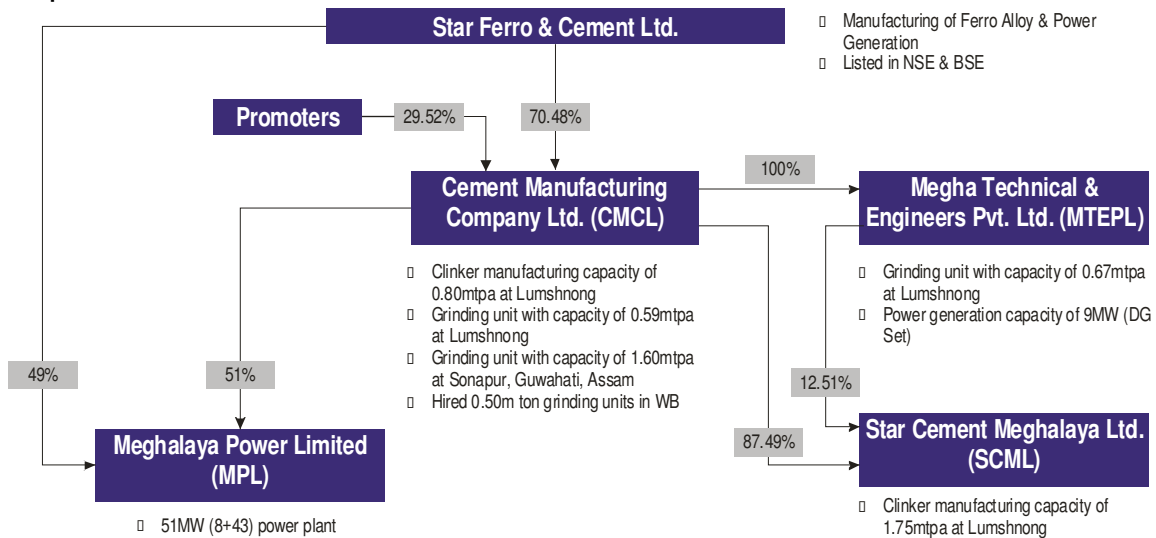 Star Ferro & Cement Ltd.
Manufacturing of Ferro Alloy & Power
Generation
Listed in NSE & BSE
Promoters
29.52%
70.48%
Cement Manufacturing
Company Ltd. (CMCL)
100%
Megha Technical &
Engineers Pvt. Ltd. (MTEPL)
Clinker manufacturing capacity of
0.80mtpa at Lumshnong
Grinding unit with capacity of 0.59mtpa
at Lumshnong
Grinding unit with capacity of 1.60mtpa
at Sonapur, Guwahati, Assam
Hired 0.50m ton grinding units in WB
Grinding unit with capacity of 0.67mtpa
at Lumshnong
Power generation capacity of 9MW (DG
Set)
49%
51%
12.51%
87.49%
Meghalaya Power Limited
(MPL)
51MW (8+43) power plant
Star Cement Meghalaya Ltd.
(SCML)
Clinker manufacturing capacity of
1.75mtpa at Lumshnong